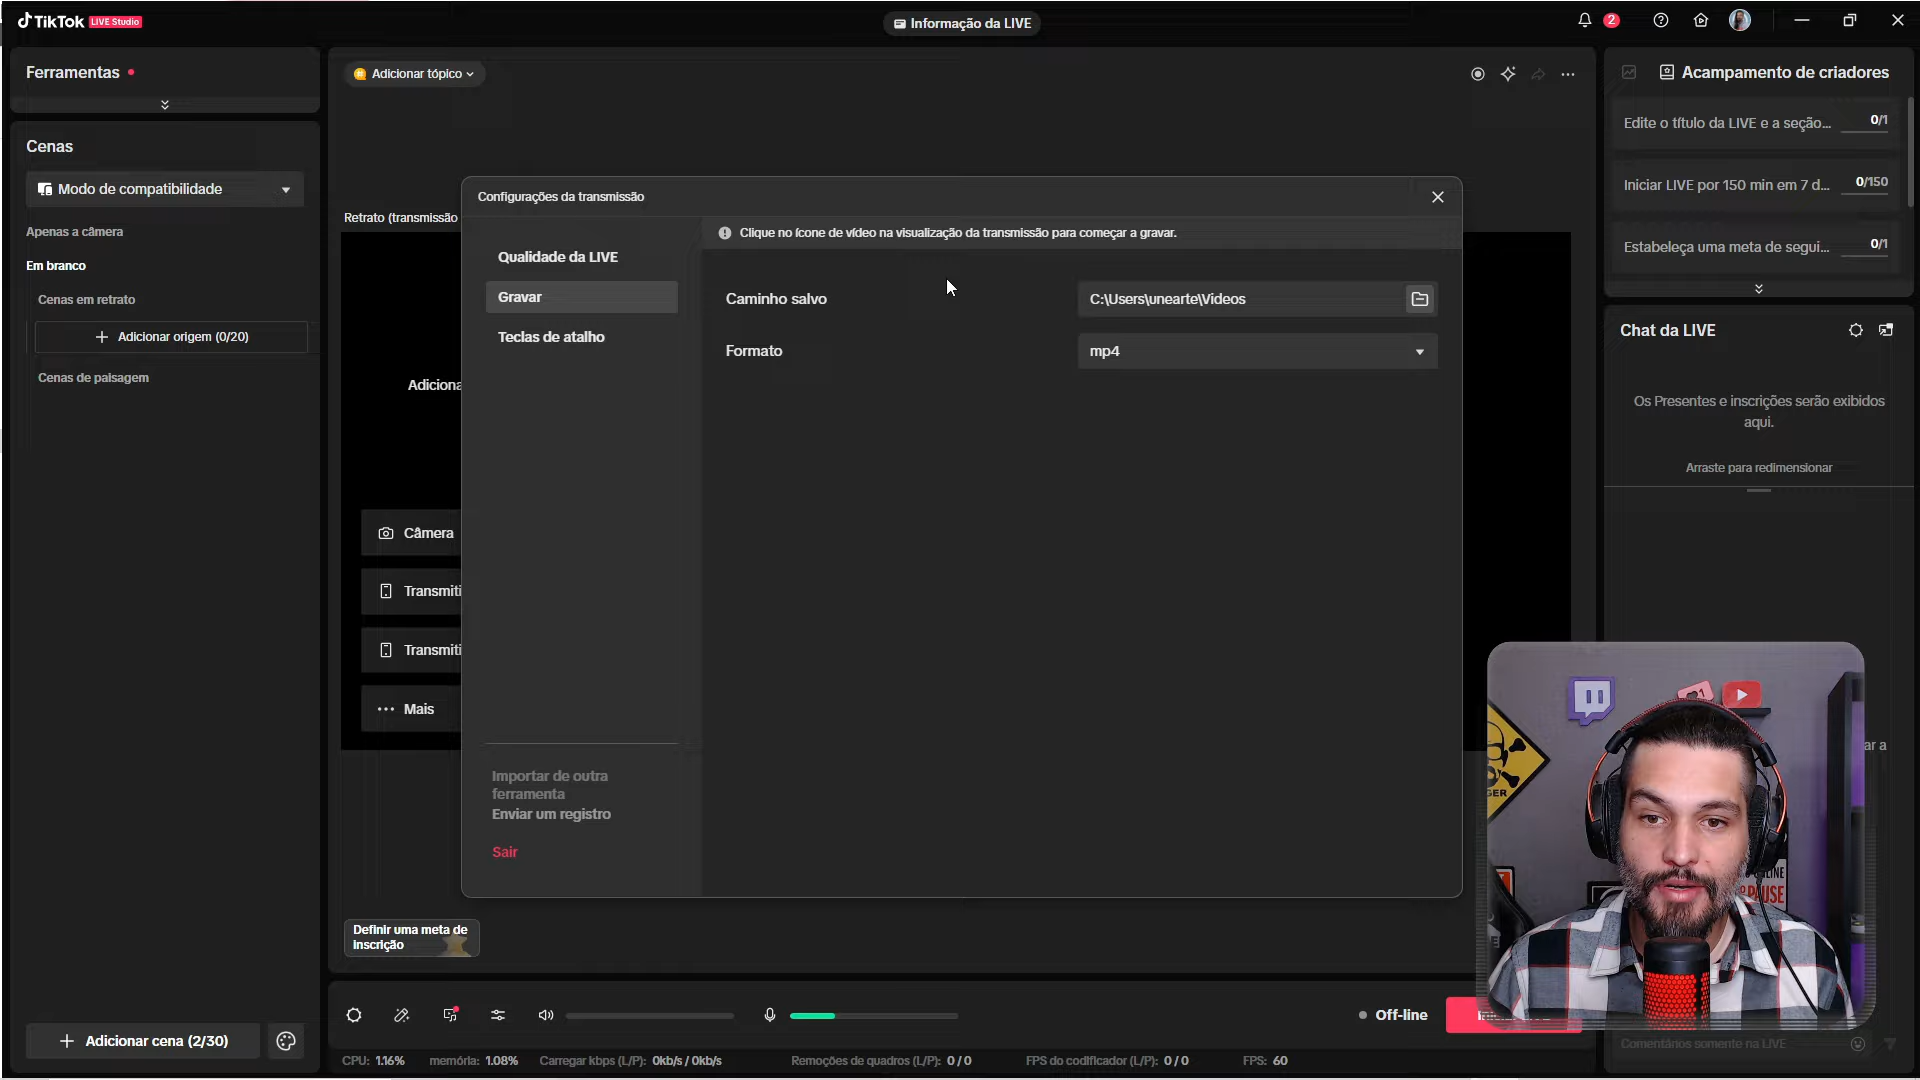 TikTok LIVE Studio
Informação da LIVE
2
Ferramentas
Cenas
Modo de compatibilidade
Apenas a câmera
Em branco
Cenas em retrato
Adicionar origem (0/20)
Cenas de paisagem
Adicionar cena (2/30)
Adicionar tópico
Retrato (transmissão
Adiciona
Câmera
Transmiti
Transmiti
Mais
Definir uma meta de
inscrição
Configurações da transmissão
Qualidade da LIVE
Gravar
Teclas de atalho
Importar de outra
ferramenta
Enviar um registro
Sair
Clique no ícone de vídeo na visualização da transmissão para começar a gravar.
Caminho salvo
C:\Users\unearte\Videos
Formato
mp4
Off-line
CPU: 1.16% memória: 1.08% Carregar kbps (L/P): 0kb/s / 0kb/s Remoções de quadros (L/P): 0 / 0 FPS do codificador (L/P): 0 / 0 FPS: 60
Acampamento de criadores
Edite o título da LIVE e a seção... 0/1
Iniciar LIVE por 150 min em 7 d... 0/150
Estabeleça uma meta de segui... 0/1
Chat da LIVE
Os Presentes e inscrições serão exibidos
aqui.
Arraste para redimensionar
ar a
Comentários somente na LIVE